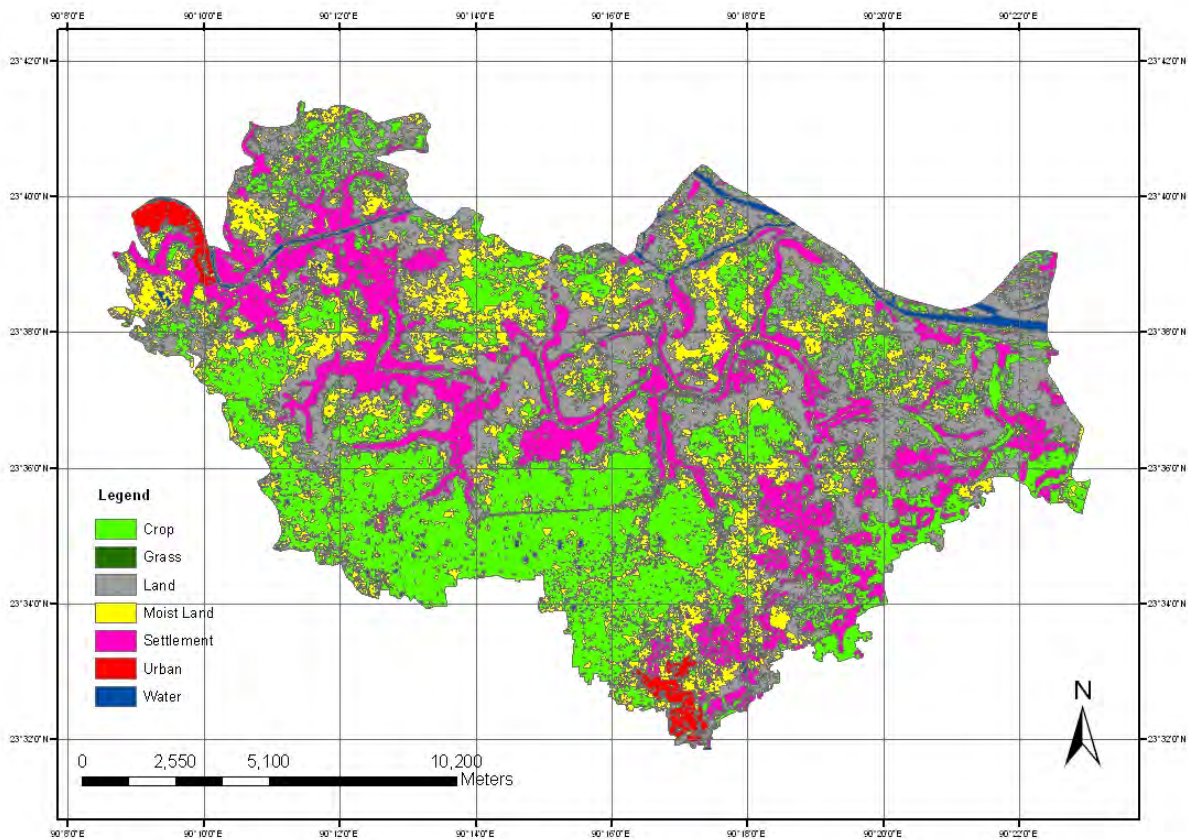 90°8'0"E 90°10'0"E 90°12'0"E 90°14'0"E 90°16'0"E 90°18'0"E 90°20'0"E 90°22'0"E
23°42'0"N 23°42'0"N
23°40'0"N 23°40'0"N
23°38'0"N 23°38'0"N
23°36'0"N 23°36'0"N
Legend
Crop
Grass
Land
Moist Land
Settlement
Urban
Water
23°34'0"N 23°34'0"N
N
23°32'0"N 23°32'0"N
0 2,550 5,100 10,200
Meters
90°8'0"E 90°10'0"E 90°12'0"E 90°14'0"E 90°16'0"E 90°18'0"E 90°20'0"E 90°22'0"E